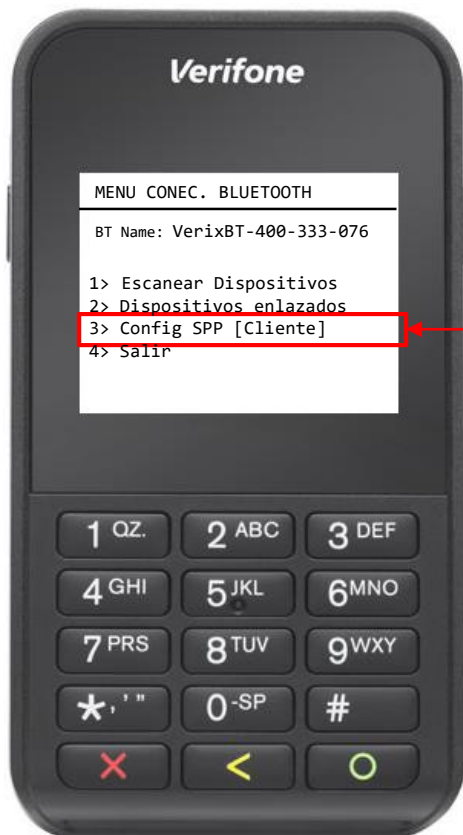 Verifone
MENU CONEC. BLUETOOTH
BT Name: VerixBT-400-333-076
1> Escanear Dispositivos
2> Dispositivos enlazados
3> Config SPP [Cliente]
4> Salir
1 QZ. 2 ABC 3 DEF
4 GHI 5 JKL 6 MNO
7 PRS 8 TUV 9 WXY
*,'" 0 -SP #